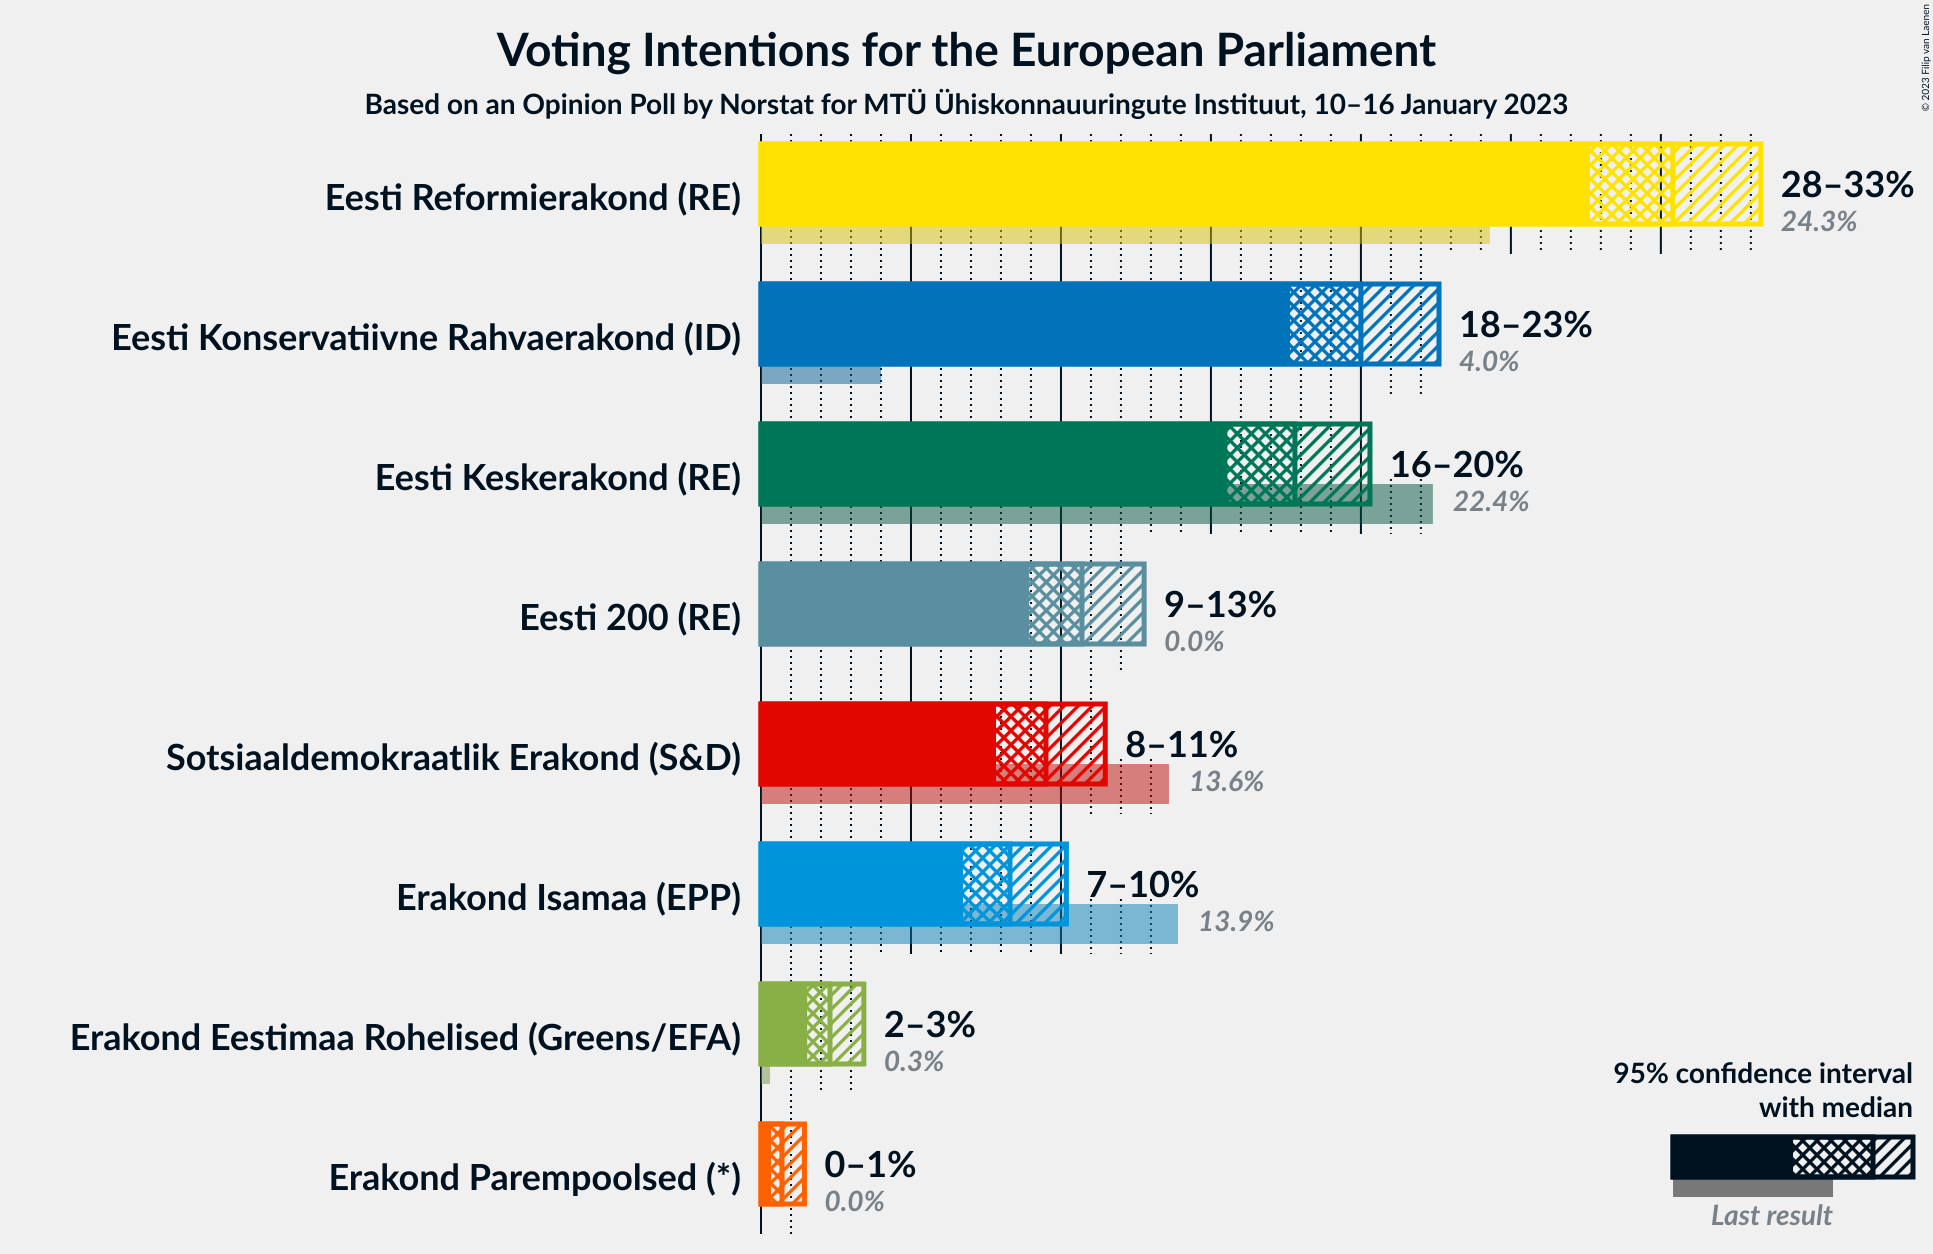 Voting Intentions for the European Parliament
Based on an Opinion Poll by Norstat for MTÜ Ühiskonnauuringute Instituut, 10–16 January 2023
© 2023 Filip van Laenen
Eesti Reformierakond (RE)
28–33%
24.3%
Eesti Konservatiivne Rahvaerakond (ID)
18–23%
4.0%
Eesti Keskerakond (RE)
16–20%
22.4%
Eesti 200 (RE)
9–13%
0.0%
Sotsiaaldemokraatlik Erakond (S&D)
8–11%
13.6%
Erakond Isamaa (EPP)
7–10%
13.9%
Erakond Eestimaa Rohelised (Greens/EFA)
2–3%
0.3%
Erakond Parempoolsed (*)
0–1%
0.0%
95% confidence interval
with median
Last result